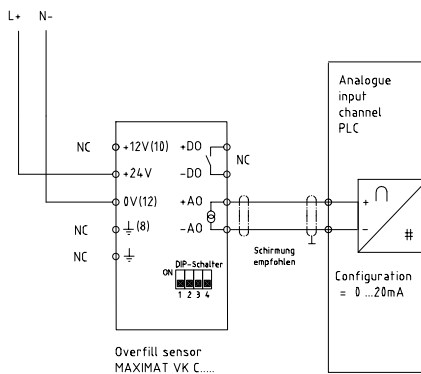 L+ N-
Analogue
input
channel
PLC
NC +12V(10) +DO
NC
+24V -DO
0V(12) +AO
NC (8) -AO
NC
+
-
#
Schirmung
empfohlen
DIP-Schalter
ON
1 2 3 4
Configuration
= 0 ...20mA
Overfill sensor
MAXIMAT VK C.....